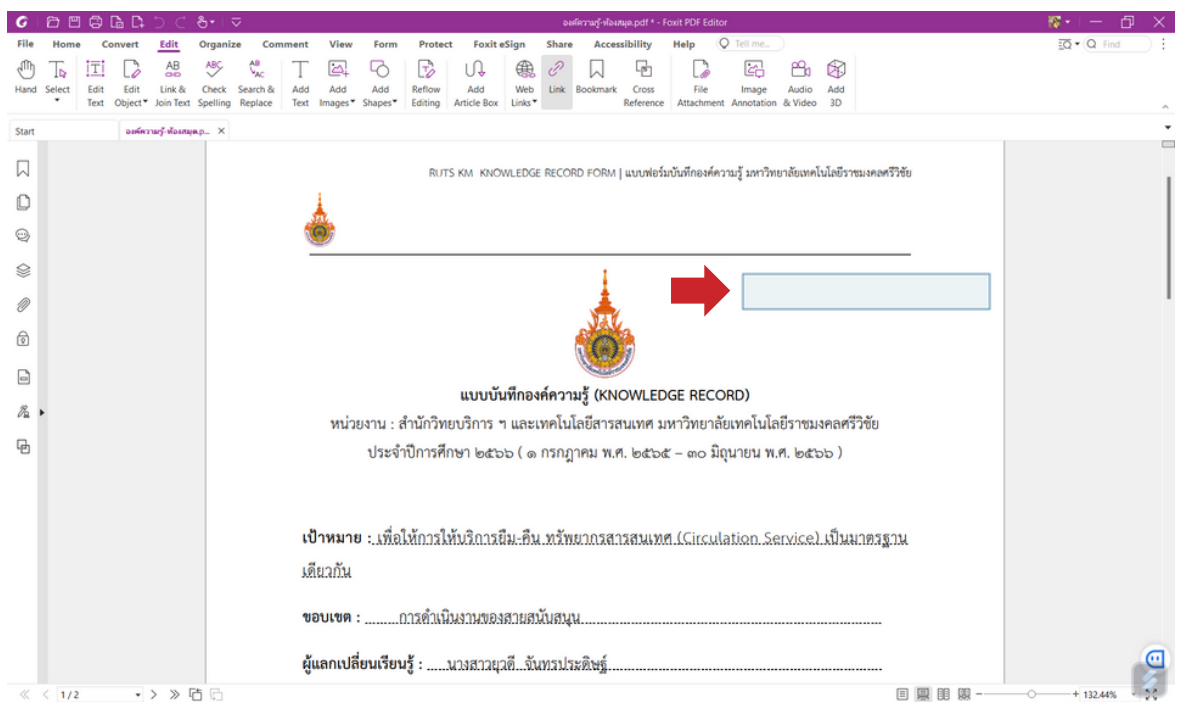 องค์ความรู้-ห้องสมุด.pdf * - Foxit PDF Editor
File Home Convert Edit Organize Comment View Form Protect Foxit eSign Share Accessibility Help Tell me... Find
Hand Select Edit Text Edit Object Link & Join Text Check Spelling Search & Replace Add Text Add Images Add Shapes Reflow Editing Add Article Box Web Links Link Bookmark Cross Reference File Attachment Image Annotation Audio & Video Add 3D
Start องค์ความรู้-ห้องสมุด.p...
RUTS KM KNOWLEDGE RECORD FORM | แบบฟอร์มบันทึกองค์ความรู้ มหาวิทยาลัยเทคโนโลยีราชมงคลศรีวิชัย
แบบบันทึกองค์ความรู้ (KNOWLEDGE RECORD)
หน่วยงาน : สำนักวิทยบริการ ฯ และเทคโนโลยีสารสนเทศ มหาวิทยาลัยเทคโนโลยีราชมงคลศรีวิชัย
ประจำปีการศึกษา ๒๕๖๖ ( ๑ กรกฎาคม พ.ศ. ๒๕๖๕ – ๓๐ มิถุนายน พ.ศ. ๒๕๖๖ )
เป้าหมาย : เพื่อให้การให้บริการยืม-คืน ทรัพยากรสารสนเทศ (Circulation Service) เป็นมาตรฐาน
เดียวกัน
ขอบเขต : ........การดำเนินงานของสายสนับสนุน
ผู้แลกเปลี่ยนเรียนรู้ : .....นางสาวยุวดี จันทรประดิษฐ์
1 / 2 132.44%